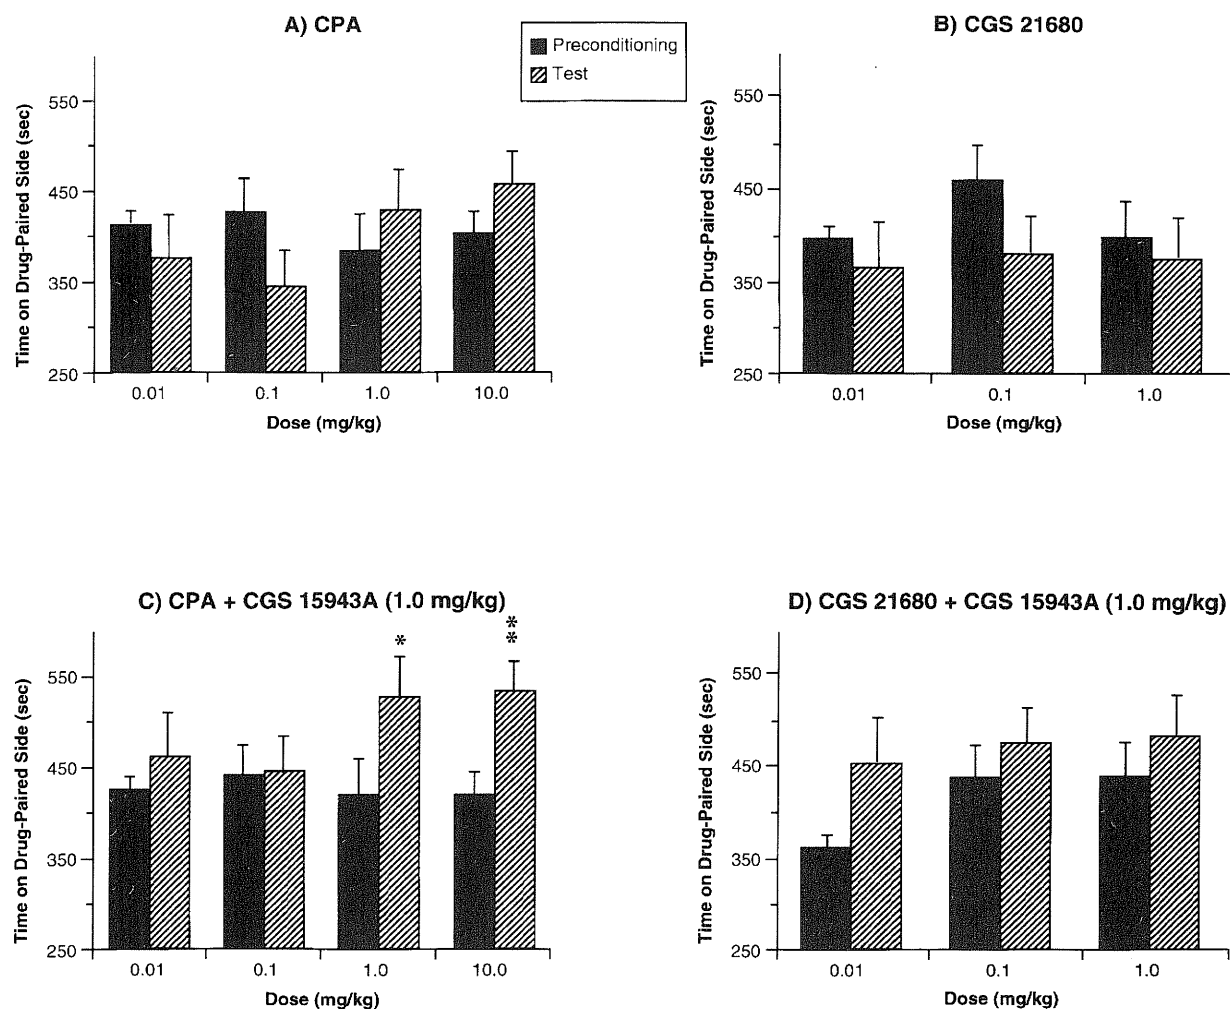 A) CPA
Preconditioning
Test
Time on Drug-Paired Side (sec)
550
450
350
250
0.01 0.1 1.0 10.0
Dose (mg/kg)
B) CGS 21680
Time on Drug-Paired Side (sec)
550
450
350
250
0.01 0.1 1.0
Dose (mg/kg)
C) CPA + CGS 15943A (1.0 mg/kg)
Time on Drug-Paired Side (sec)
550
450
350
250
*
*
*
0.01 0.1 1.0 10.0
Dose (mg/kg)
D) CGS 21680 + CGS 15943A (1.0 mg/kg)
Time on Drug-Paired Side (sec)
550
450
350
250
0.01 0.1 1.0
Dose (mg/kg)